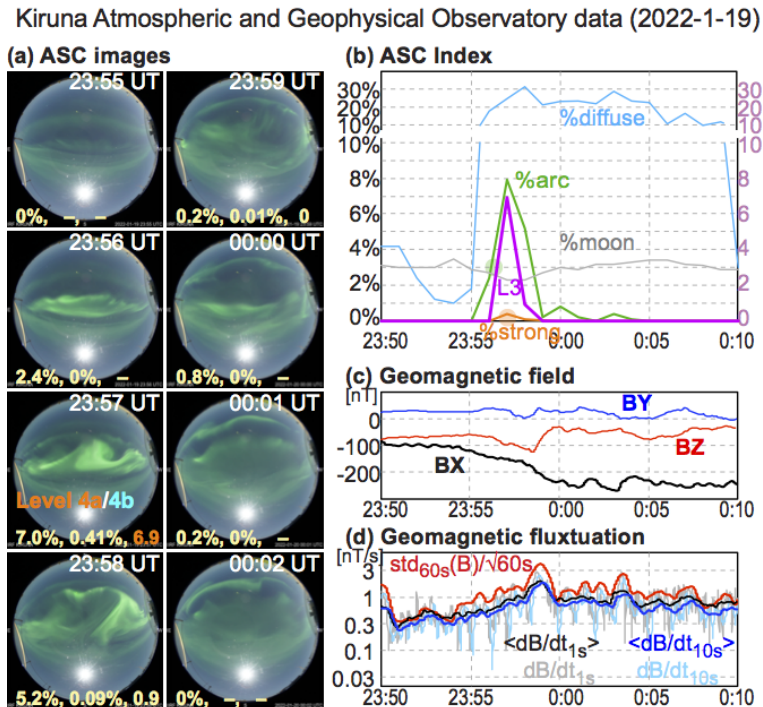 Kiruna Atmospheric and Geophysical Observatory data (2022-1-19)
(a) ASC images
23:55 UT
0%, –, –
23:59 UT
0.2%, 0.01%, 0
23:56 UT
2.4%, 0%, –
00:00 UT
0.8%, 0%, –
23:57 UT
Level 4a/4b
7.0%, 0.41%, 6.9
00:01 UT
0.2%, 0%, –
23:58 UT
5.2%, 0.09%, 0.9
00:02 UT
0%, –, –
(b) ASC Index
30%
20%
10%
10%
8%
6%
4%
2%
0%
30
20
10
10
8
6
4
2
0
%diffuse
%arc
%moon
L3
%strong
23:50 23:55 0:00 0:05 0:10
(c) Geomagnetic field
[nT]
0
-100
-200
BY
BZ
BX
23:50 23:55 0:00 0:05 0:10
(d) Geomagnetic fluxtuation
[nT/s]
3
1
0.3
0.1
0.03
std60s(B)/√60s
<dB/dt1s> <dB/dt10s>
dB/dt1s dB/dt10s
23:50 23:55 0:00 0:05 0:10